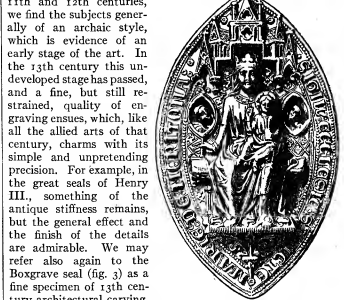 11th and 12th centuries,
we find the subjects gener-
ally of an archaic style,
which is evidence of an
early stage of the art. In
the 13th century this un-
developed stage has passed,
and a fine, but still re-
strained, quality of en-
graving ensues, which, like
all the allied arts of that
century, charms with its
simple and unpretending
precision. For example, in
the great seals of Henry
III., something of the
antique stiffness remains,
but the general effect and
the finish of the details
are admirable. We may
refer also again to the
Boxgrave seal (fig. 3) as a
fine specimen of 13th cen-
tury architectural carving.